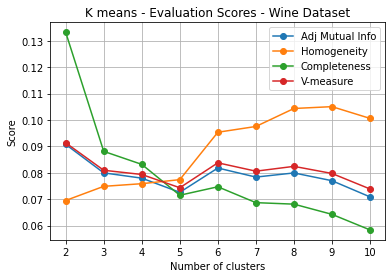 K means - Evaluation Scores - Wine Dataset
Adj Mutual Info
Homogeneity
Completeness
V-measure
Score
0.13
0.12
0.11
0.10
0.09
0.08
0.07
0.06
2 3 4 5 6 7 8 9 10
Number of clusters